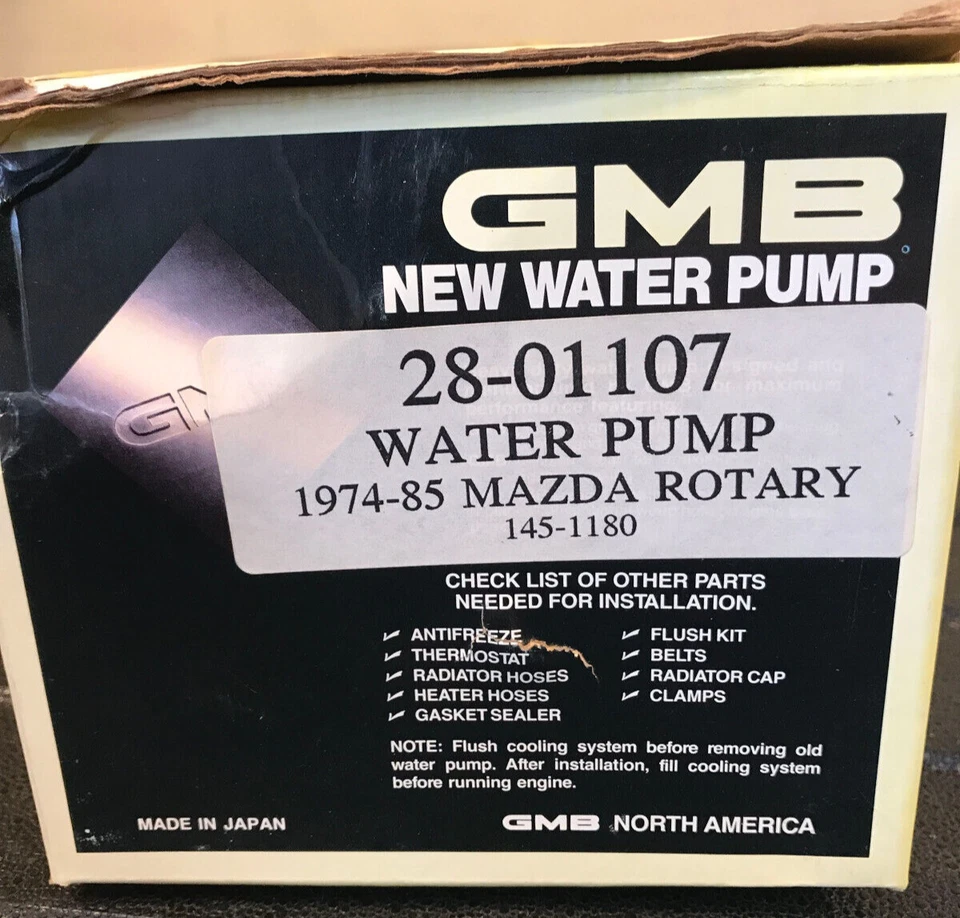 GMB
NEW WATER PUMP
28-01107
WATER PUMP
1974-85 MAZDA ROTARY
145-1180
CHECK LIST OF OTHER PARTS
NEEDED FOR INSTALLATION.
ANTIFREEZE
THERMOSTAT
RADIATOR HOSES
HEATER HOSES
GASKET SEALER
FLUSH KIT
BELTS
RADIATOR CAP
CLAMPS
NOTE: Flush cooling system before removing old
water pump. After installation, fill cooling system
before running engine.
MADE IN JAPAN
GMB NORTH AMERICA